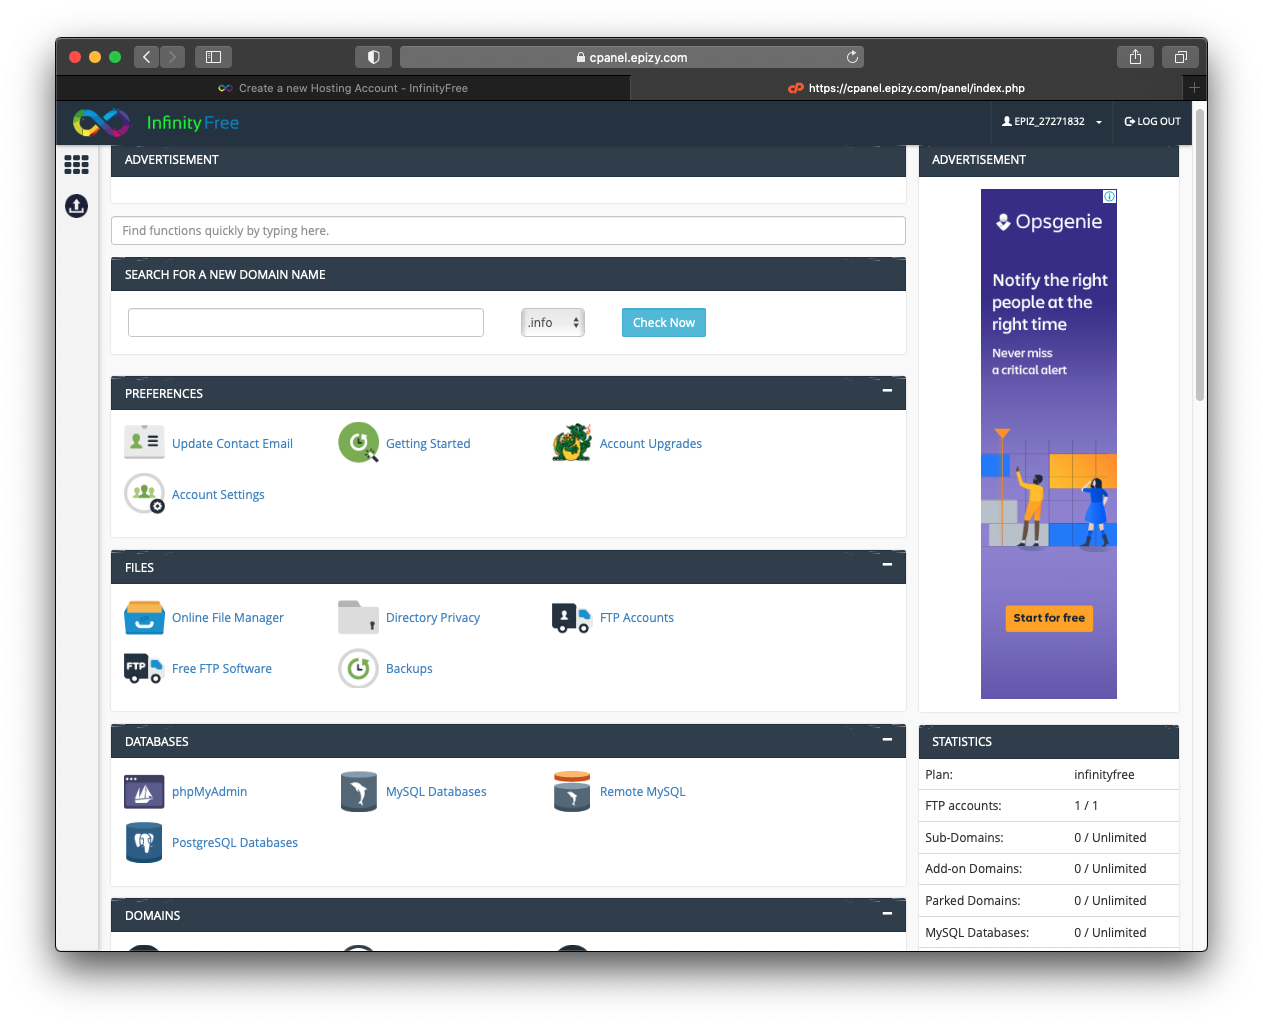 cpanel.epizy.com
Create a new Hosting Account - InfinityFree
https://cpanel.epizy.com/panel/index.php
InfinityFree
EPIZ_27271832
LOG OUT
ADVERTISEMENT
Find functions quickly by typing here.
SEARCH FOR A NEW DOMAIN NAME
.info
Check Now
PREFERENCES
Update Contact Email
Getting Started
Account Upgrades
Account Settings
FILES
Online File Manager
Directory Privacy
FTP Accounts
FTP
Free FTP Software
Backups
DATABASES
phpMyAdmin
MySQL Databases
Remote MySQL
PostgreSQL Databases
DOMAINS
ADVERTISEMENT
Opsgenie
Notify the right
people at the
right time
Never miss
a critical alert
Start for free
STATISTICS
Plan: infinityfree
FTP accounts: 1 / 1
Sub-Domains: 0 / Unlimited
Add-on Domains: 0 / Unlimited
Parked Domains: 0 / Unlimited
MySQL Databases: 0 / Unlimited